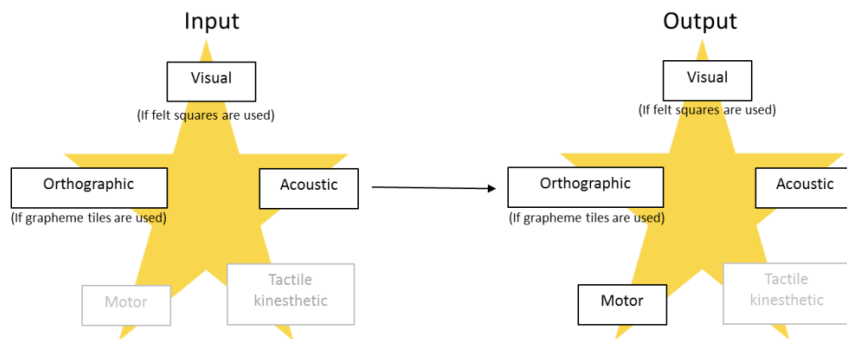 Input
Visual
(If felt squares are used)
Orthographic
Acoustic
(If grapheme tiles are used)
Motor
Tactile
kinesthetic
Output
Visual
(If felt squares are used)
Orthographic
Acoustic
(If grapheme tiles are used)
Motor
Tactile
kinesthetic